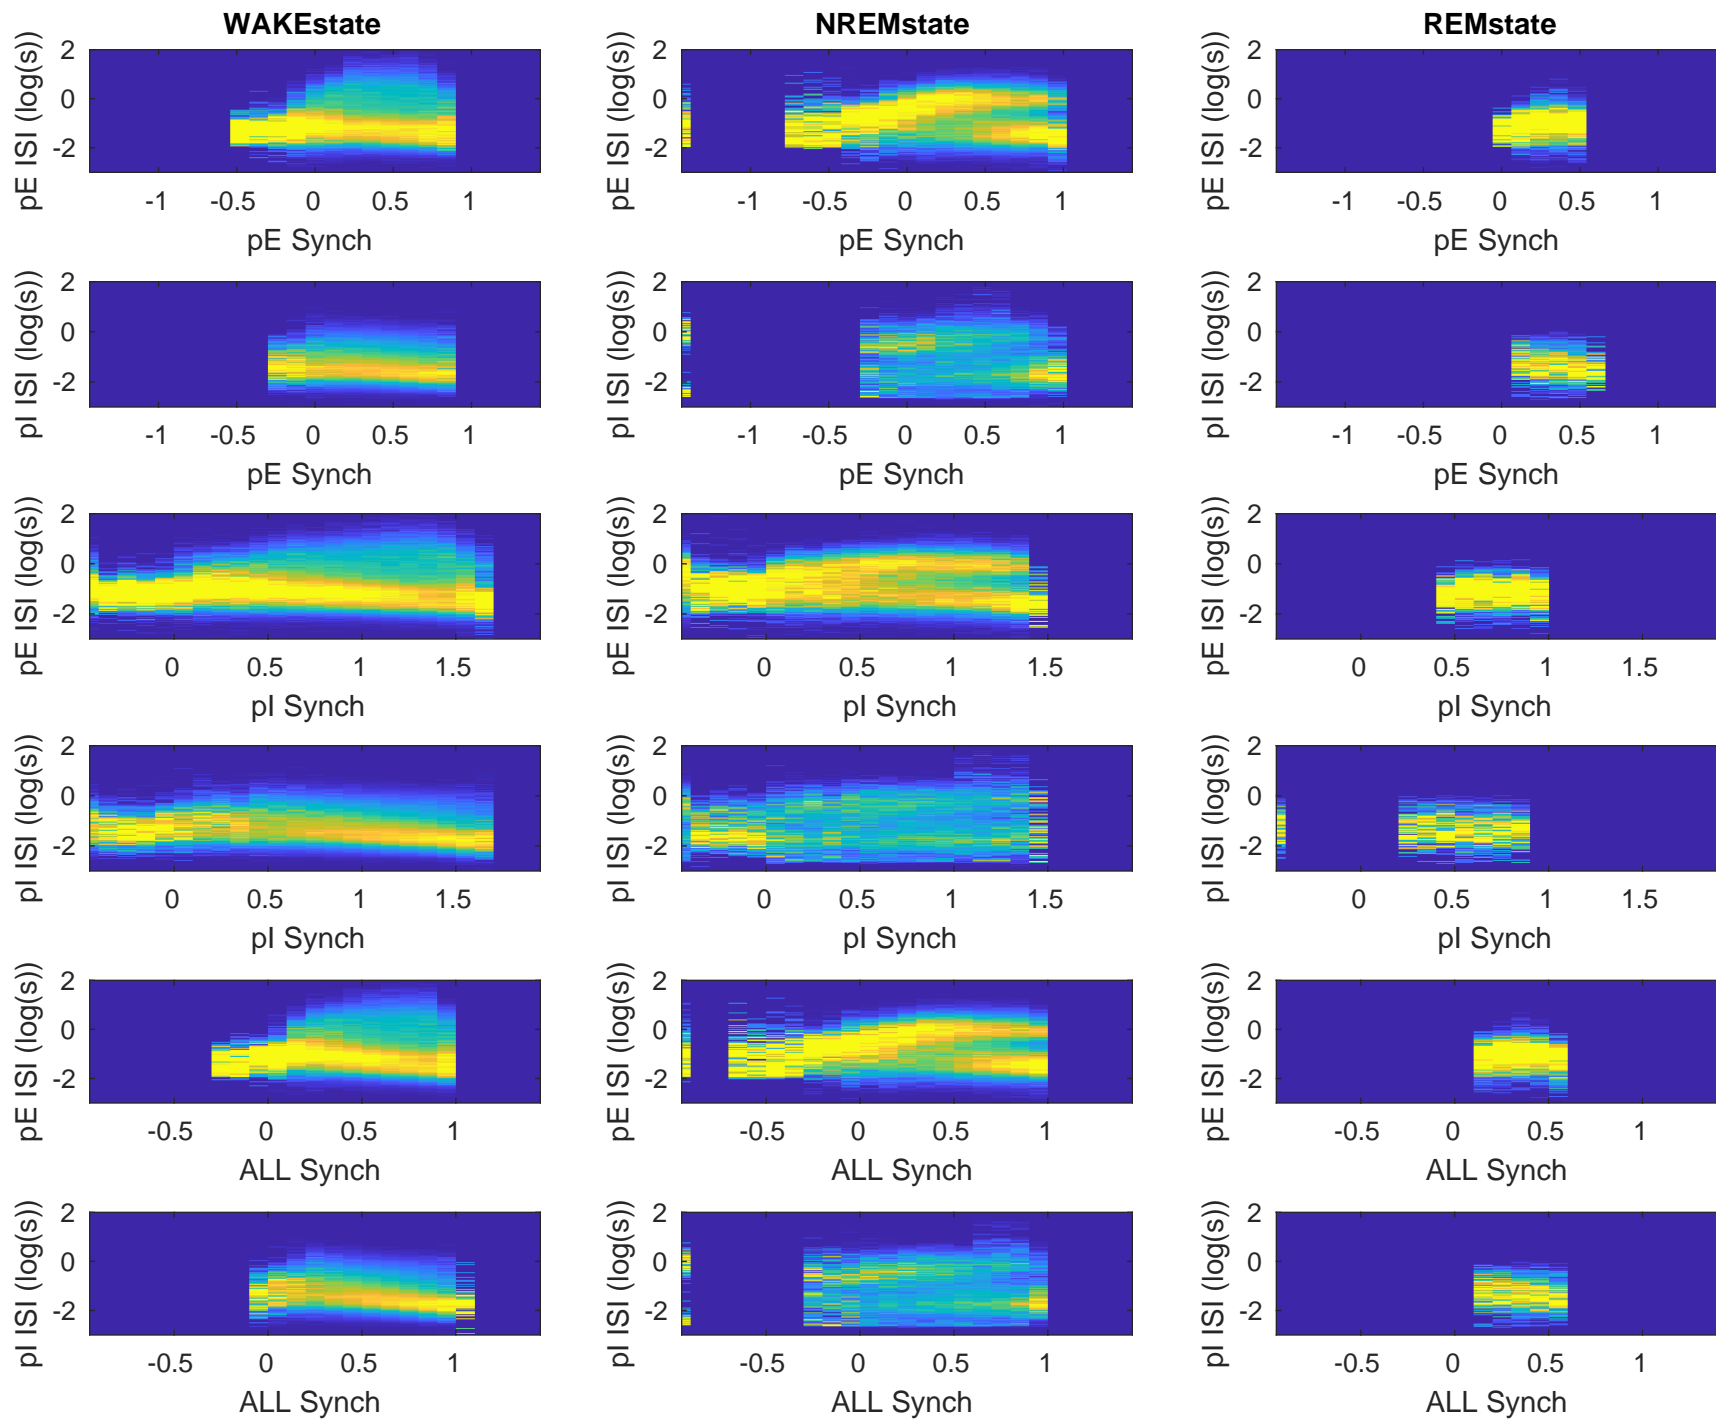 WAKEstate NREMstate REMstate
pE ISI (log(s)) 2 0 -2 pE ISI (log(s)) 2 0 -2 pE ISI (log(s)) 2 0 -2
-1 -0.5 0 0.5 1 -1 -0.5 0 0.5 1 -1 -0.5 0 0.5 1
pE Synch pE Synch pE Synch
pI ISI (log(s)) 2 0 -2 pI ISI (log(s)) 2 0 -2 pI ISI (log(s)) 2 0 -2
-1 -0.5 0 0.5 1 -1 -0.5 0 0.5 1 -1 -0.5 0 0.5 1
pE Synch pE Synch pE Synch
pE ISI (log(s)) 2 0 -2 pE ISI (log(s)) 2 0 -2 pE ISI (log(s)) 2 0 -2
0 0.5 1 1.5 0 0.5 1 1.5 0 0.5 1 1.5
pI Synch pI Synch pI Synch
pI ISI (log(s)) 2 0 -2 pI ISI (log(s)) 2 0 -2 pI ISI (log(s)) 2 0 -2
0 0.5 1 1.5 0 0.5 1 1.5 0 0.5 1 1.5
pI Synch pI Synch pI Synch
pE ISI (log(s)) 2 0 -2 pE ISI (log(s)) 2 0 -2 pE ISI (log(s)) 2 0 -2
-0.5 0 0.5 1 -0.5 0 0.5 1 -0.5 0 0.5 1
ALL Synch ALL Synch ALL Synch
pI ISI (log(s)) 2 0 -2 pI ISI (log(s)) 2 0 -2 pI ISI (log(s)) 2 0 -2
-0.5 0 0.5 1 -0.5 0 0.5 1 -0.5 0 0.5 1
ALL Synch ALL Synch ALL Synch